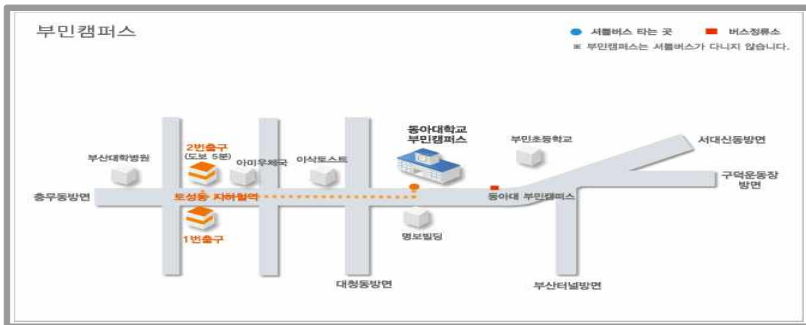 부민캠퍼스
셔틀버스 타는 곳
버스정류소
※ 부민캠퍼스는 셔틀버스가 다니지 않습니다.
동아대학교
부민캠퍼스
부민초등학교
서대신동방면
2번출구
(도보 5분)
부산대학병원
아미우체국
이삭토스트
구덕운동장
방면
충무동방면
토성동 지하철역
동아대 부민캠퍼스
1번출구
명보빌딩
대청동방면
부산터널방면